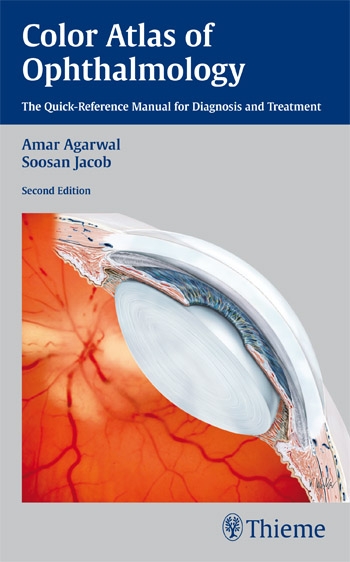 Color Atlas of
Ophthalmology
The Quick-Reference Manual for Diagnosis and Treatment
Amar Agarwal
Soosan Jacob
Second Edition
Thieme